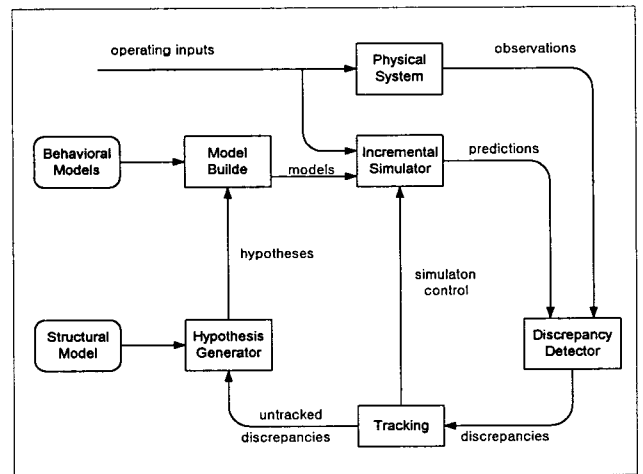 operating inputs
Physical
System
observations
Behavioral
Models
Model
Builde
models
Incremental
Simulator
predictions
hypotheses
simulaton
control
Structural
Model
Hypothesis
Generator
Discrepancy
Detector
untracked
discrepancies
Tracking
discrepancies